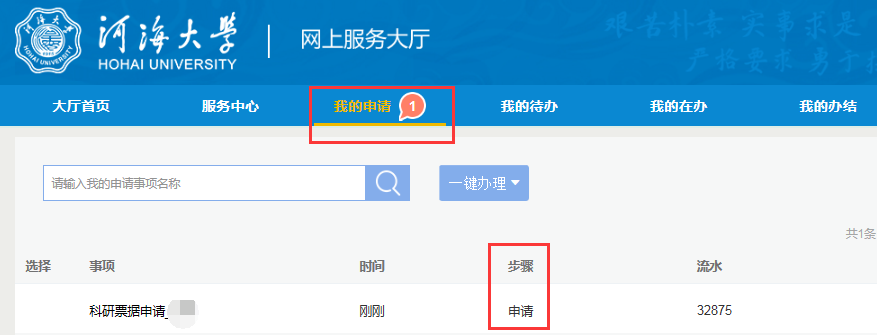 河海大学
HOHAI UNIVERSITY
网上服务大厅
艰苦朴素 实事求是
严格要求 勇于
大厅首页 服务中心 我的申请 1 我的待办 我的在办 我的办结
请输入我的申请事项名称 一键办理
共1条
选择 事项 时间 步骤 流水
科研票据申请_ 刚刚 申请 32875